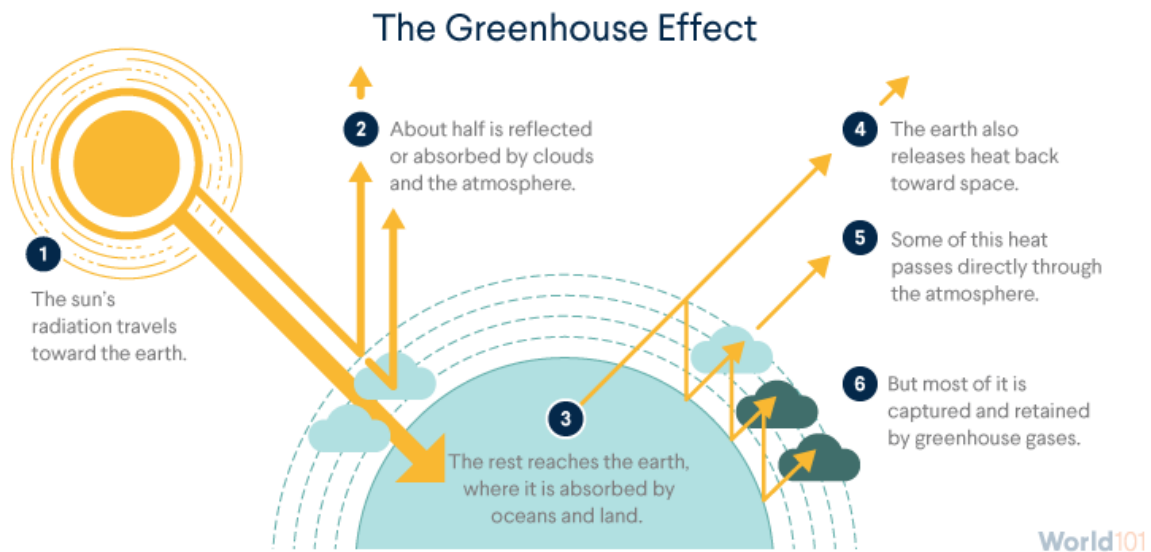 The Greenhouse Effect
1
The sun's
radiation travels
toward the earth.
2
About half is reflected
or absorbed by clouds
and the atmosphere.
3
The rest reaches the earth,
where it is absorbed by
oceans and land.
4
The earth also
releases heat back
toward space.
5
Some of this heat
passes directly through
the atmosphere.
6
But most of it is
captured and retained
by greenhouse gases.
World101